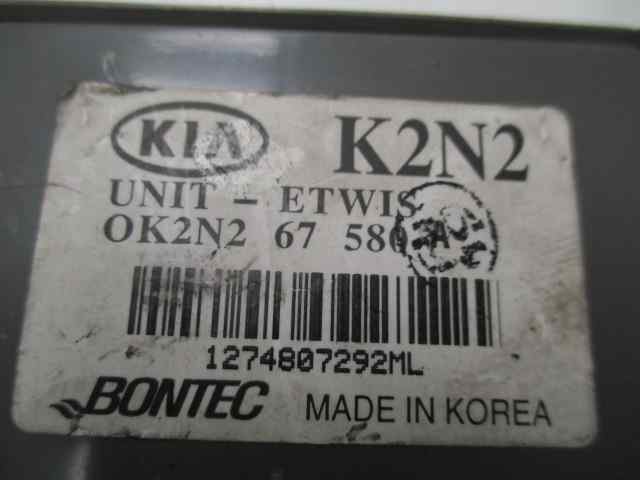 KIA K2N2
UNIT - ETWIS
OK2N2 67 580 A
1274807292ML
BONTEC MADE IN KOREA